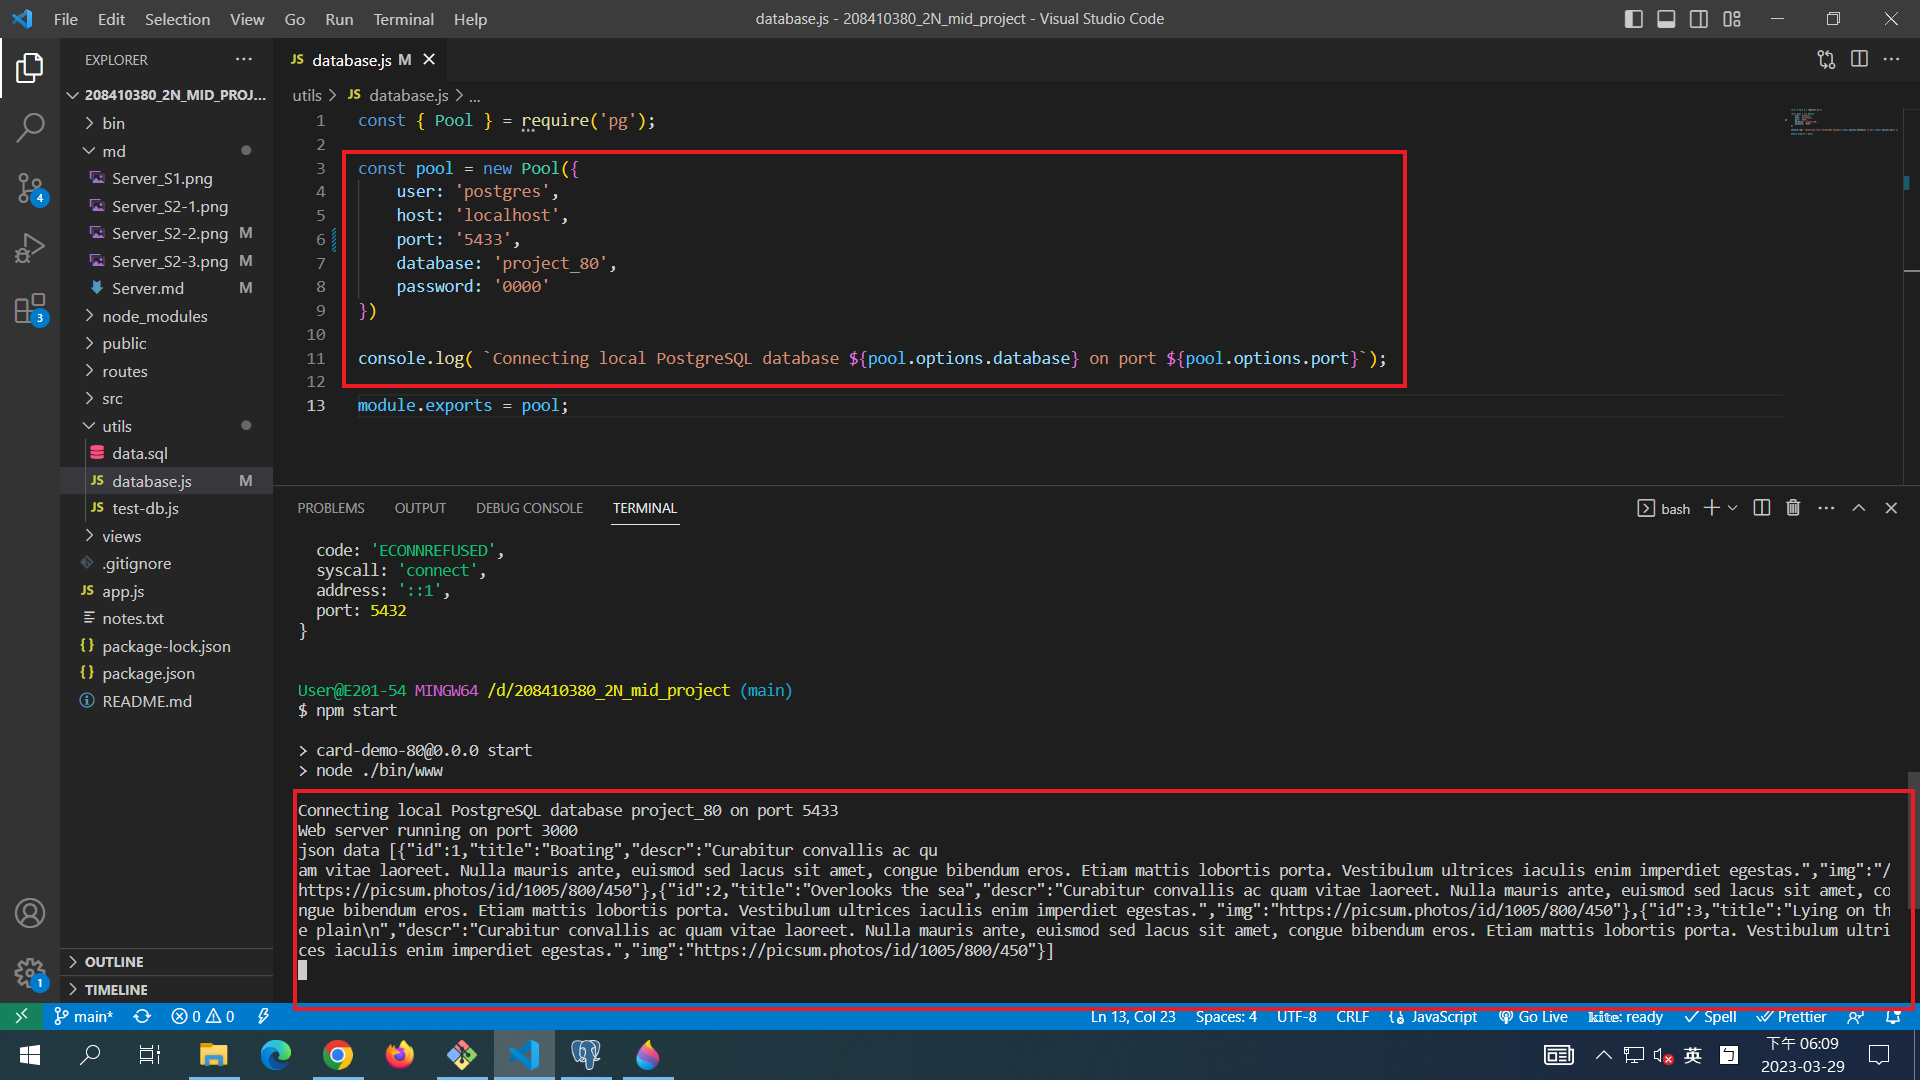 File Edit Selection View Go Run Terminal Help
database.js - 208410380_2N_mid_project - Visual Studio Code
EXPLORER
208410380_2N_MID_PROJ...
bin
md
Server_S1.png
Server_S2-1.png
Server_S2-2.png M
Server_S2-3.png M
Server.md M
node_modules
public
routes
src
utils
data.sql
JS database.js M
JS test-db.js
views
.gitignore
JS app.js
notes.txt
{} package-lock.json
{} package.json
README.md
OUTLINE
TIMELINE
4
3
1
JS database.js M
utils > JS database.js > ...
1 const { Pool } = require('pg');
2
3 const pool = new Pool({
4 user: 'postgres',
5 host: 'localhost',
6 port: '5433',
7 database: 'project_80',
8 password: '0000'
9 })
10
11 console.log( `Connecting local PostgreSQL database ${pool.options.database} on port ${pool.options.port}`);
12
13 module.exports = pool;
PROBLEMS OUTPUT DEBUG CONSOLE TERMINAL
bash
code: 'ECONNREFUSED',
syscall: 'connect',
address: '::1',
port: 5432
}
User@E201-54 MINGW64 /d/208410380_2N_mid_project (main)
$ npm start
> card-demo-80@0.0.0 start
> node ./bin/www
Connecting local PostgreSQL database project_80 on port 5433
Web server running on port 3000
json data [{"id":1,"title":"Boating","descr":"Curabitur convallis ac qu
am vitae laoreet. Nulla mauris ante, euismod sed lacus sit amet, congue bibendum eros. Etiam mattis lobortis porta. Vestibulum ultrices iaculis enim imperdiet egestas.","img":"/
https://picsum.photos/id/1005/800/450"},{"id":2,"title":"Overlooks the sea","descr":"Curabitur convallis ac quam vitae laoreet. Nulla mauris ante, euismod sed lacus sit amet, co
ngue bibendum eros. Etiam mattis lobortis porta. Vestibulum ultrices iaculis enim imperdiet egestas.","img":"https://picsum.photos/id/1005/800/450"},{"id":3,"title":"Lying on th
e plain\n","descr":"Curabitur convallis ac quam vitae laoreet. Nulla mauris ante, euismod sed lacus sit amet, congue bibendum eros. Etiam mattis lobortis porta. Vestibulum ultri
ces iaculis enim imperdiet egestas.","img":"https://picsum.photos/id/1005/800/450"}]
main* 0 0
Ln 13, Col 23 Spaces: 4 UTF-8 CRLF JavaScript Go Live kite: ready Spell Prettier
英 ㄅ
下午 06:09
2023-03-29